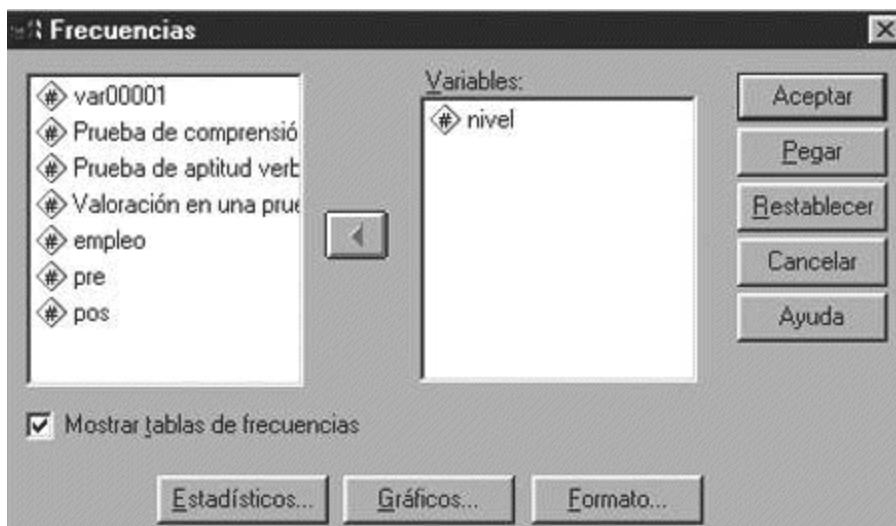 Frecuencias
var00001
Prueba de comprensió
Prueba de aptitud verb
Valoración en una prue
empleo
pre
pos
Variables:
nivel
Aceptar
Pegar
Restablecer
Cancelar
Ayuda
Mostrar tablas de frecuencias
Estadísticos...
Gráficos...
Formato...